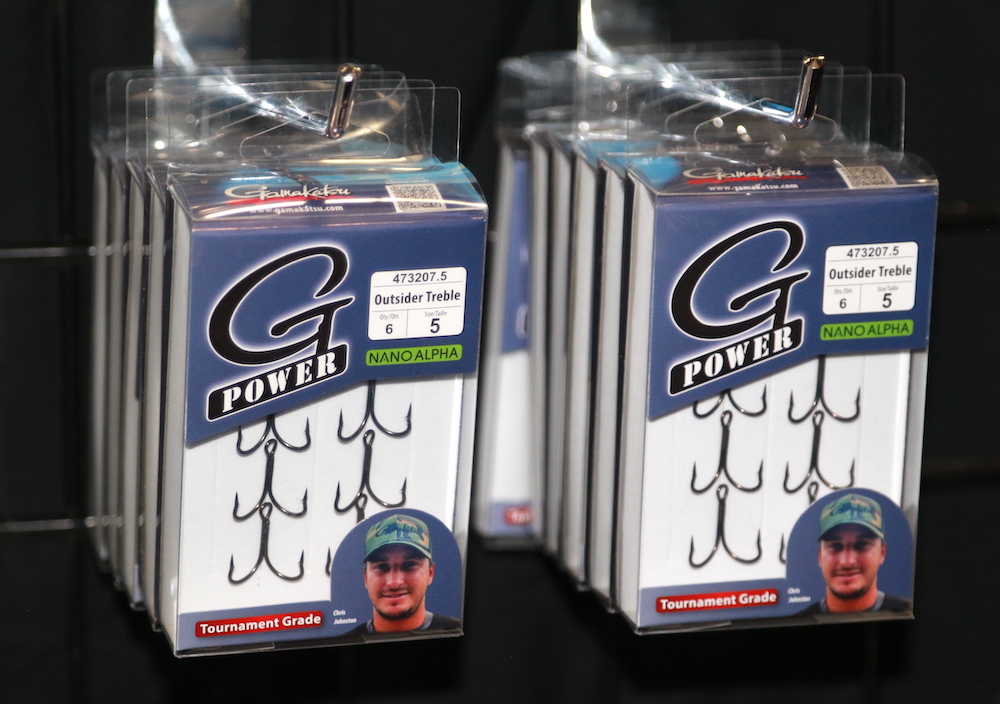 Gamakatsu
www.gamakatsu.com
G
POWER
473207.5
Outsider Treble
Qty./Qté.
Size/Taille
6
5
NANO ALPHA
Tournament Grade
Chris
Johnston
Gamakatsu
www.gamakatsu.com
G
POWER
473207.5
Outsider Treble
Qty./Qté.
Size/Taille
6
5
NANO ALPHA
Tournament Grade
Chris
Johnston